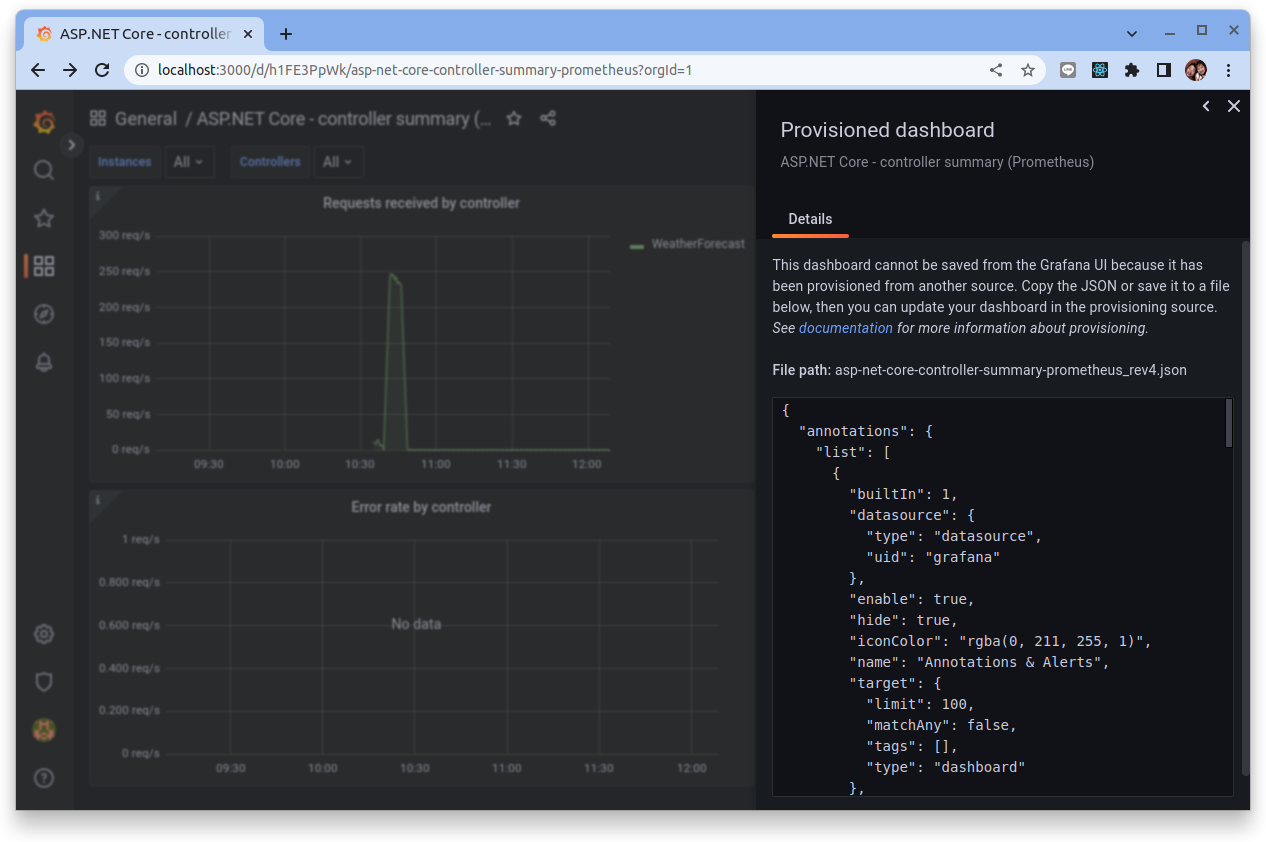 ASP.NET Core - controller
localhost:3000/d/h1FE3PpWk/asp-net-core-controller-summary-prometheus?orgId=1
General / ASP.NET Core - controller summary (...
Instances All Controllers All
Requests received by controller
300 req/s
250 req/s
200 req/s
150 req/s
100 req/s
50 req/s
0 req/s
09:30 10:00 10:30 11:00 11:30 12:00
WeatherForecast
Error rate by controller
1 req/s
0.800 req/s
0.600 req/s
0.400 req/s
0.200 req/s
0 req/s
No data
09:30 10:00 10:30 11:00 11:30 12:00
Provisioned dashboard
ASP.NET Core - controller summary (Prometheus)
Details
This dashboard cannot be saved from the Grafana UI because it has
been provisioned from another source. Copy the JSON or save it to a file
below, then you can update your dashboard in the provisioning source.
See documentation for more information about provisioning.
File path: asp-net-core-controller-summary-prometheus_rev4.json
{
"annotations": {
"list": [
{
"builtIn": 1,
"datasource": {
"type": "datasource",
"uid": "grafana"
},
"enable": true,
"hide": true,
"iconColor": "rgba(0, 211, 255, 1)",
"name": "Annotations & Alerts",
"target": {
"limit": 100,
"matchAny": false,
"tags": [],
"type": "dashboard"
},